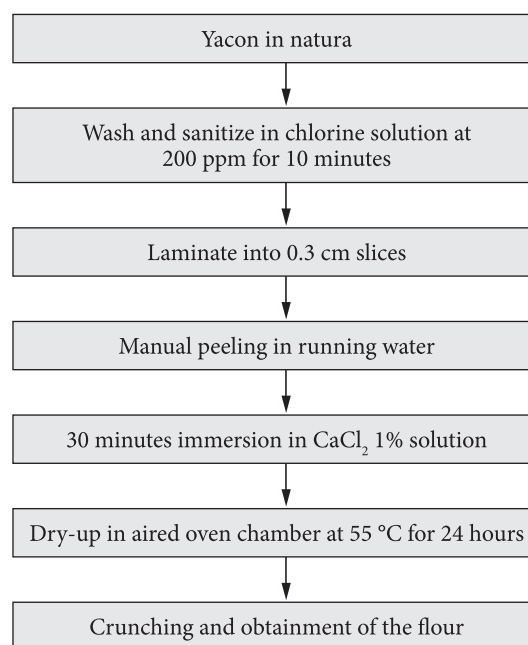 Yacon in natura
Wash and sanitize in chlorine solution at
200 ppm for 10 minutes
Laminate into 0.3 cm slices
Manual peeling in running water
30 minutes immersion in CaCl₂ 1% solution
Dry-up in aired oven chamber at 55 °C for 24 hours
Crunching and obtainment of the flour